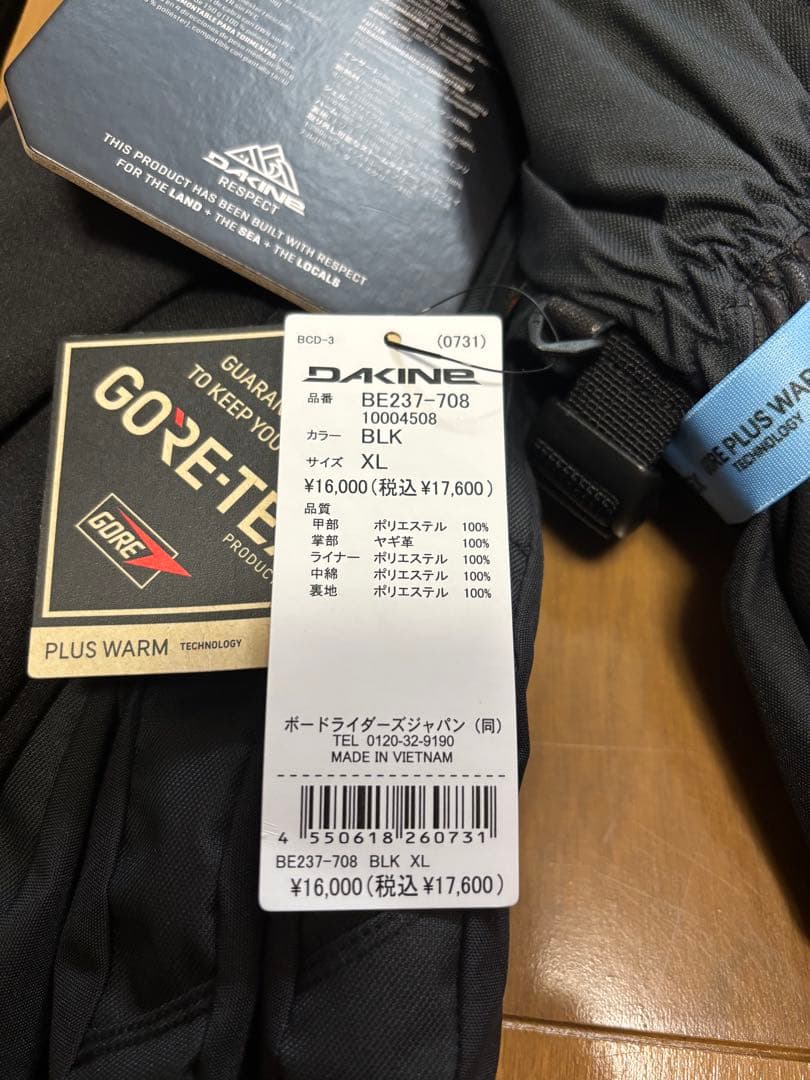 DAKINE
RESPECT
THIS PRODUCT HAS BEEN BUILT WITH RESPECT
FOR THE LAND + THE SEA + THE LOCALS
GORE-TEX
PRODUC
GORE
PLUS WARM TECHNOLOGY
GUARAN
TO KEEP YOU
BCD-3 (0731)
DAKINE
品番 BE237-708
10004508
カラー BLK
サイズ XL
¥16,000(税込¥17,600)
品質
甲部 ポリエステル 100%
掌部 ヤギ革 100%
ライナー ポリエステル 100%
中綿 ポリエステル 100%
裏地 ポリエステル 100%
ボードライダーズジャパン(同)
TEL 0120-32-9190
MADE IN VIETNAM
4 550618 260731
BE237-708 BLK XL
¥16,000(税込¥17,600)
PLUS WAR
TECHNOLOGY